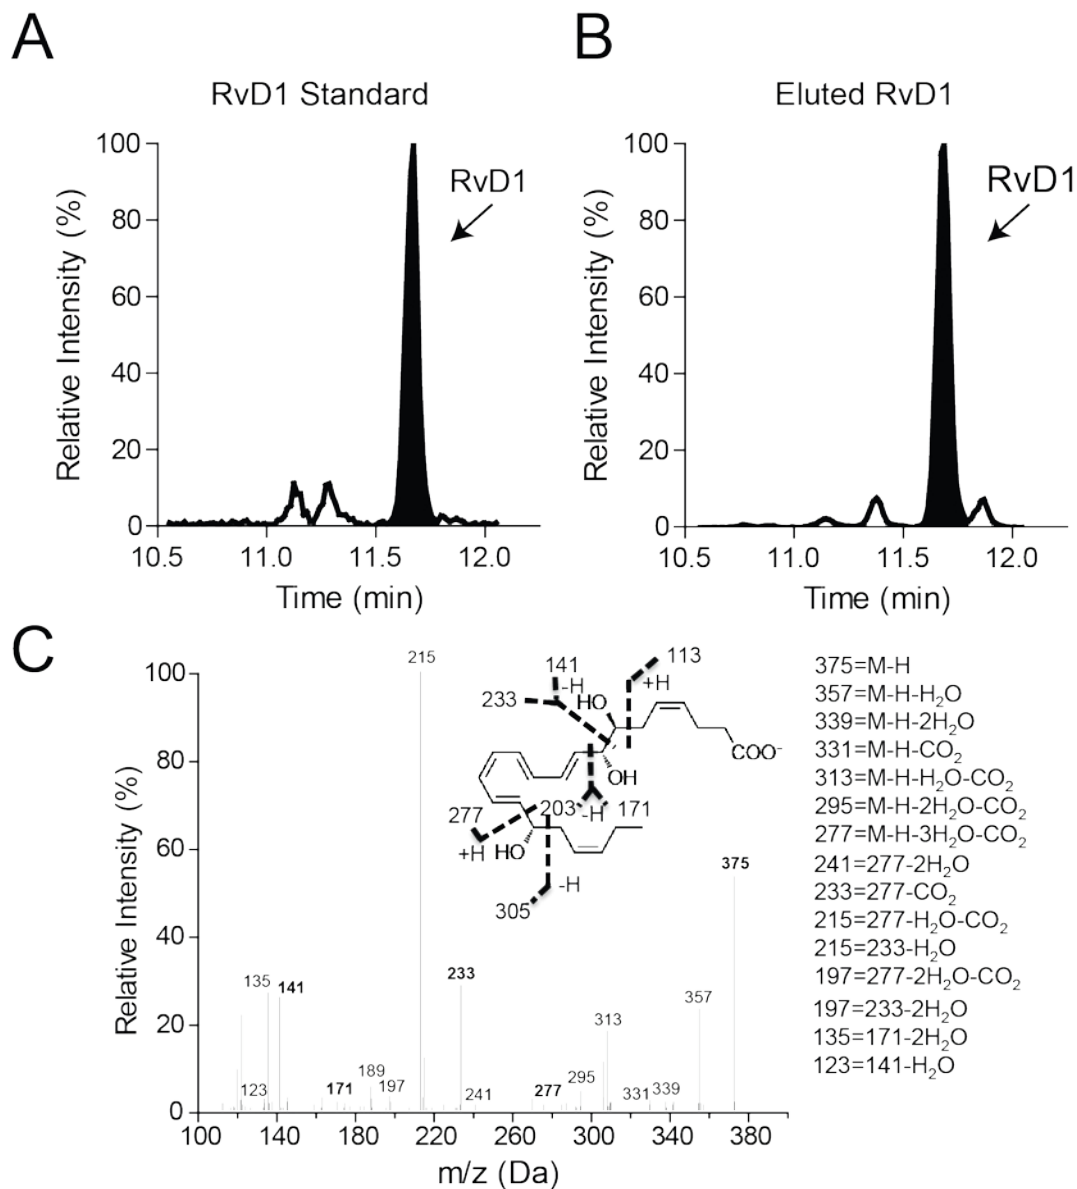 A
RvD1 Standard
RvD1
Relative Intensity (%)
100
80
60
40
20
0
10.5 11.0 11.5 12.0
Time (min)
B
Eluted RvD1
RvD1
Relative Intensity (%)
100
80
60
40
20
0
10.5 11.0 11.5 12.0
Time (min)
C
Relative Intensity (%)
100
80
60
40
20
0
100 140 180 220 260 300 340 380
m/z (Da)
215
375
233
135
141
357
313
123
171
189
197
241
277
295
331
339
141
-H
233
HO
113
+H
COO⁻
OH
277
+H
203
-H
171
HO
305
-H
375=M-H
357=M-H-H₂O
339=M-H-2H₂O
331=M-H-CO₂
313=M-H-H₂O-CO₂
295=M-H-2H₂O-CO₂
277=M-H-3H₂O-CO₂
241=277-2H₂O
233=277-CO₂
215=277-H₂O-CO₂
215=233-H₂O
197=277-2H₂O-CO₂
197=233-2H₂O
135=171-2H₂O
123=141-H₂O